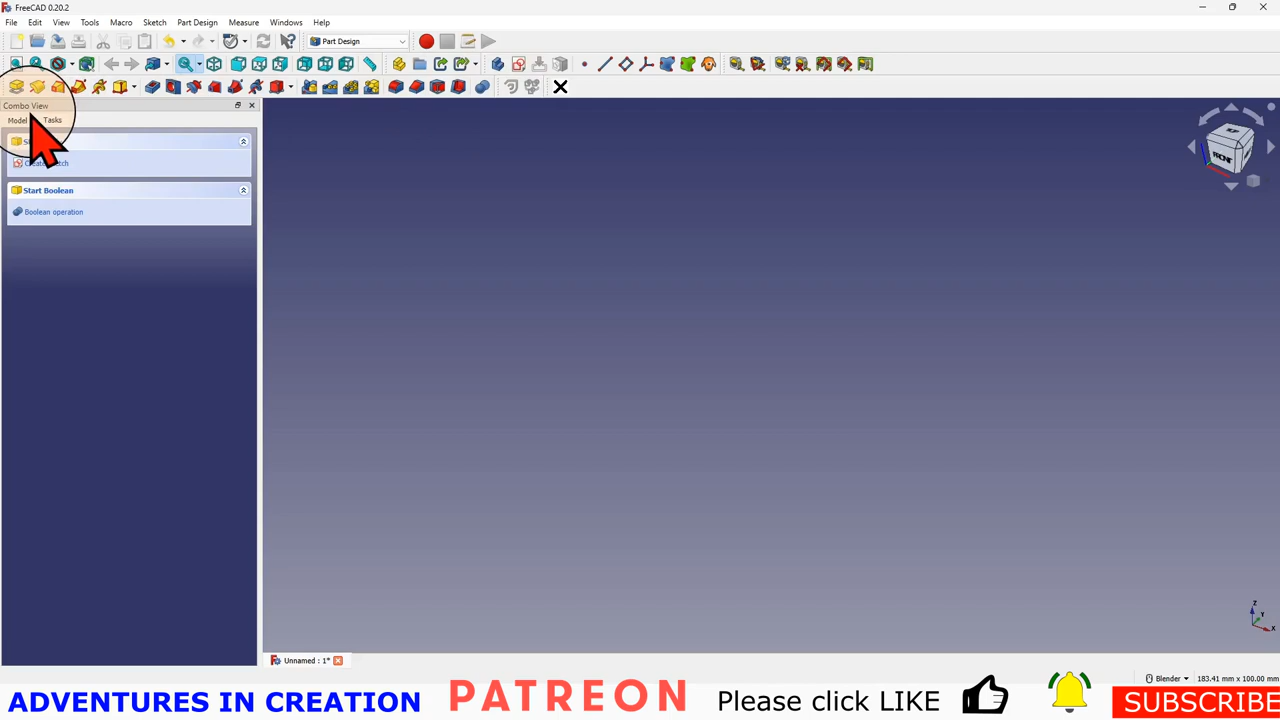 FreeCAD 0.20.2
File Edit View Tools Macro Sketch Part Design Measure Windows Help
Part Design
Combo View
Model Tasks
Start Boolean
Boolean operation
FRONT
Z
Y
X
Unnamed : 1*
Blender 183.41 mm x 100.00 mm
ADVENTURES IN CREATION PATREON Please click LIKE SUBSCRIBE